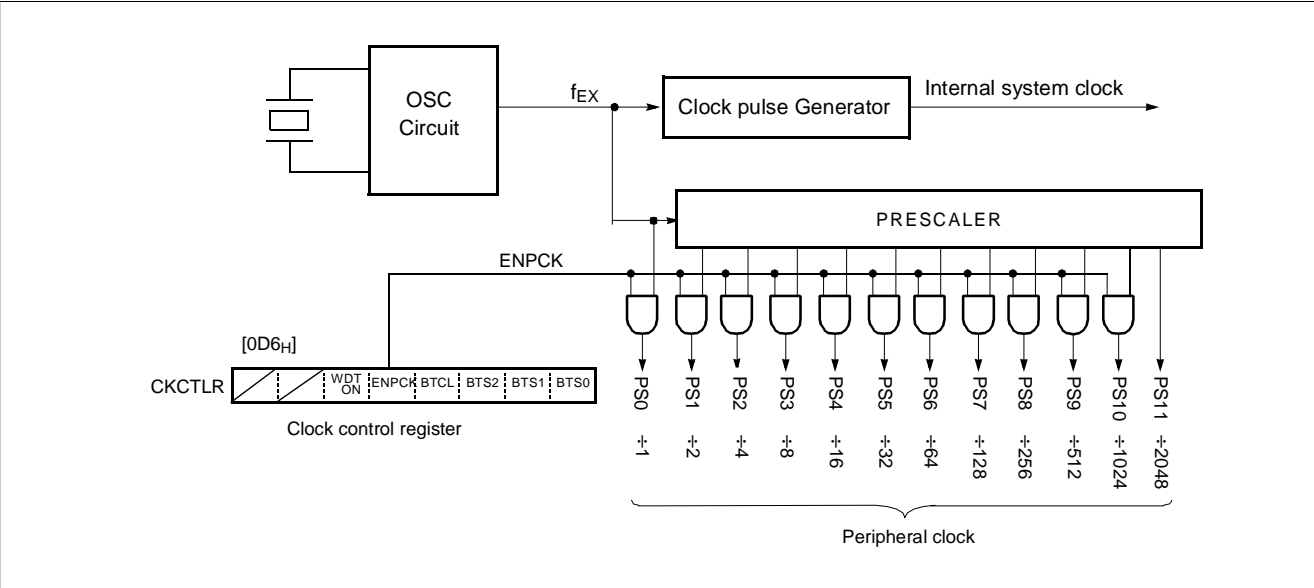 OSC
Circuit
fEX
Clock pulse Generator
Internal system clock
PRESCALER
ENPCK
[0D6H]
CKCTLR
WDT
ON
ENPCK
BTCL
BTS2
BTS1
BTS0
Clock control register
PS0 ÷1
PS1 ÷2
PS2 ÷4
PS3 ÷8
PS4 ÷16
PS5 ÷32
PS6 ÷64
PS7 ÷128
PS8 ÷256
PS9 ÷512
PS10 ÷1024
PS11 ÷2048
Peripheral clock